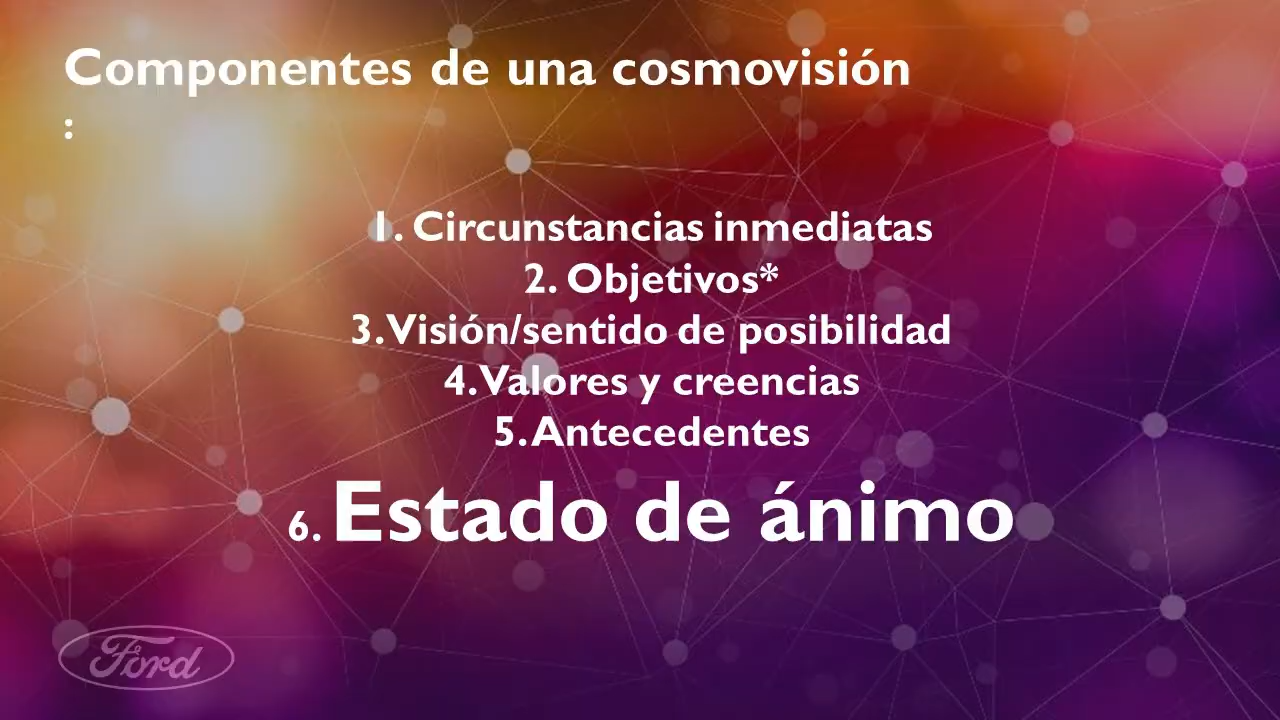 Componentes de una cosmovisión
:
1. Circunstancias inmediatas
2. Objetivos*
3. Visión/sentido de posibilidad
4. Valores y creencias
5. Antecedentes
6. Estado de ánimo
Ford